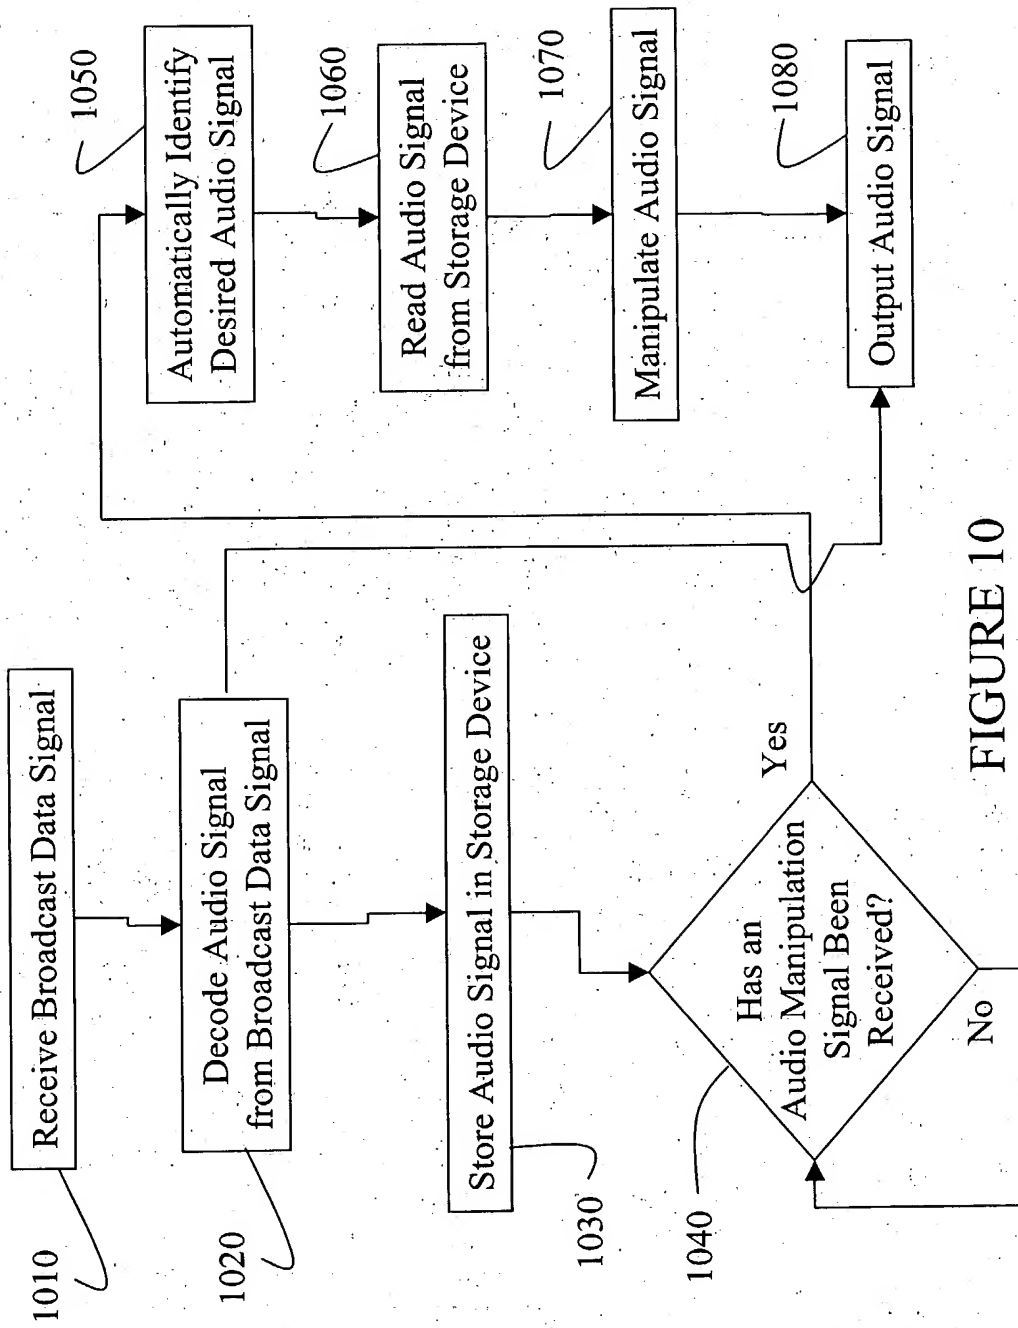 1010
Receive Broadcast Data Signal
1020
Decode Audio Signal
from Broadcast Data Signal
1030
Store Audio Signal in Storage Device
1040
Has an
Audio Manipulation
Signal Been
Received?
Yes
No
1050
Automatically Identify
Desired Audio Signal
1060
Read Audio Signal
from Storage Device
1070
Manipulate Audio Signal
1080
Output Audio Signal
FIGURE 10